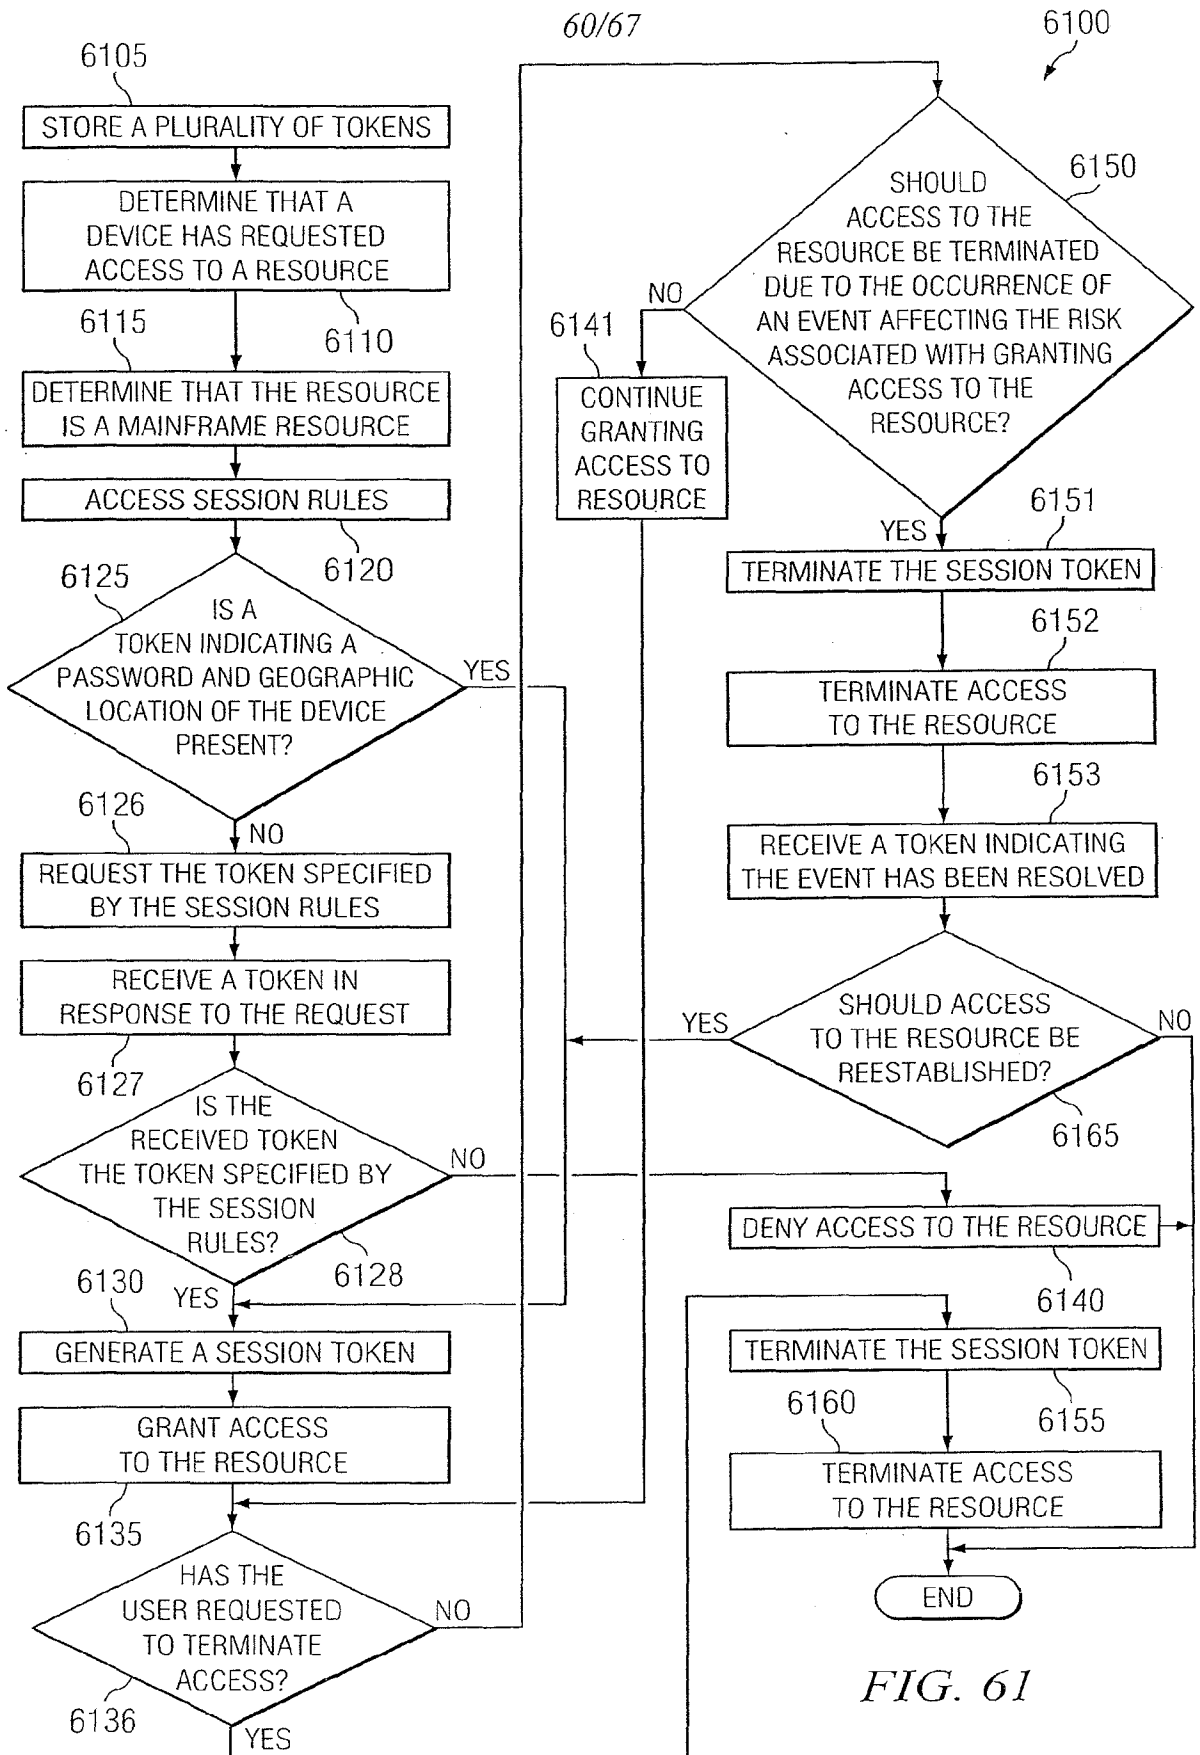 60/67
6100
6105
STORE A PLURALITY OF TOKENS
DETERMINE THAT A
DEVICE HAS REQUESTED
ACCESS TO A RESOURCE
6110
6115
DETERMINE THAT THE RESOURCE
IS A MAINFRAME RESOURCE
ACCESS SESSION RULES
6120
6125
IS A
TOKEN INDICATING A
PASSWORD AND GEOGRAPHIC
LOCATION OF THE DEVICE
PRESENT?
YES
NO
6126
REQUEST THE TOKEN SPECIFIED
BY THE SESSION RULES
RECEIVE A TOKEN IN
RESPONSE TO THE REQUEST
6127
IS THE
RECEIVED TOKEN
THE TOKEN SPECIFIED BY
THE SESSION
RULES?
NO
6128
YES
6130
GENERATE A SESSION TOKEN
GRANT ACCESS
TO THE RESOURCE
6135
HAS THE
USER REQUESTED
TO TERMINATE
ACCESS?
NO
6136
YES
6150
SHOULD
ACCESS TO THE
RESOURCE BE TERMINATED
DUE TO THE OCCURRENCE OF
AN EVENT AFFECTING THE RISK
ASSOCIATED WITH GRANTING
ACCESS TO THE
RESOURCE?
NO
6141
CONTINUE
GRANTING
ACCESS TO
RESOURCE
YES
6151
TERMINATE THE SESSION TOKEN
6152
TERMINATE ACCESS
TO THE RESOURCE
6153
RECEIVE A TOKEN INDICATING
THE EVENT HAS BEEN RESOLVED
SHOULD ACCESS
TO THE RESOURCE BE
REESTABLISHED?
YES
NO
6165
DENY ACCESS TO THE RESOURCE
6140
TERMINATE THE SESSION TOKEN
6155
6160
TERMINATE ACCESS
TO THE RESOURCE
END
FIG. 61